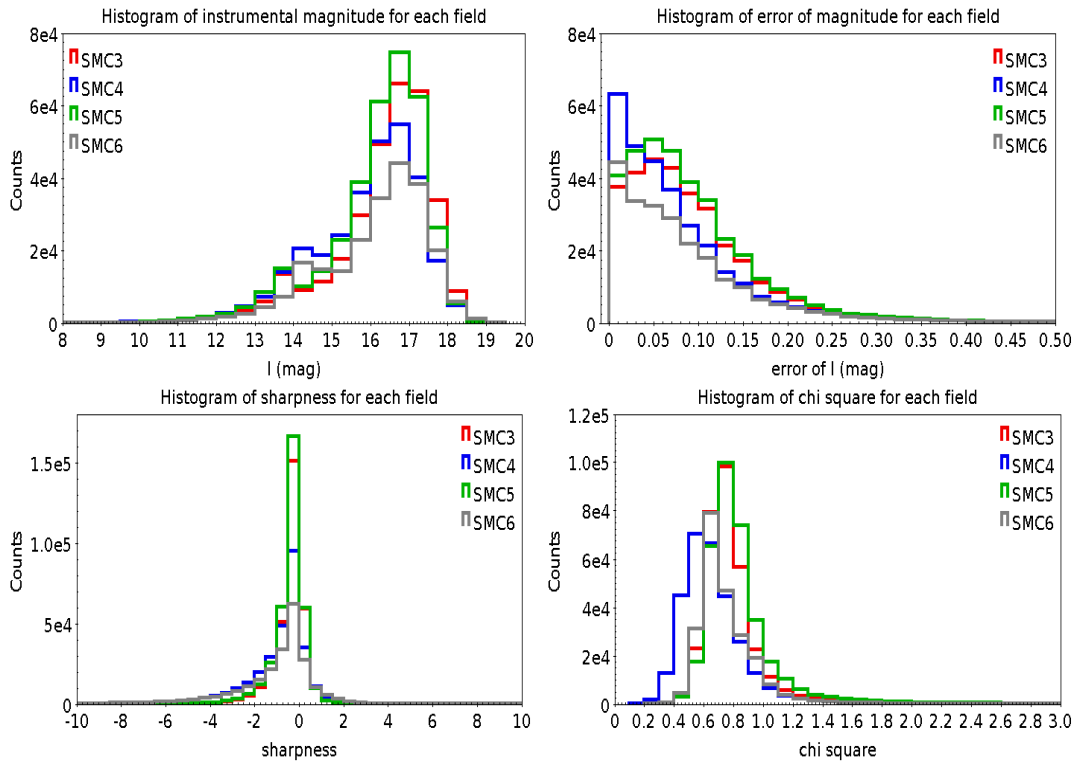 Histogram of instrumental magnitude for each field
8e4
6e4
4e4
2e4
0
Counts
SMC3
SMC4
SMC5
SMC6
8 9 10 11 12 13 14 15 16 17 18 19 20
I (mag)
Histogram of error of magnitude for each field
8e4
6e4
4e4
2e4
0
Counts
SMC3
SMC4
SMC5
SMC6
0 0.05 0.10 0.15 0.20 0.25 0.30 0.35 0.40 0.45 0.50
error of I (mag)
Histogram of sharpness for each field
1.5e5
1.0e5
5e4
0
Counts
SMC3
SMC4
SMC5
SMC6
-10 -8 -6 -4 -2 0 2 4 6 8 10
sharpness
Histogram of chi square for each field
1.2e5
1.0e5
8e4
6e4
4e4
2e4
0
Counts
SMC3
SMC4
SMC5
SMC6
0 0.2 0.4 0.6 0.8 1.0 1.2 1.4 1.6 1.8 2.0 2.2 2.4 2.6 2.8 3.0
chi square